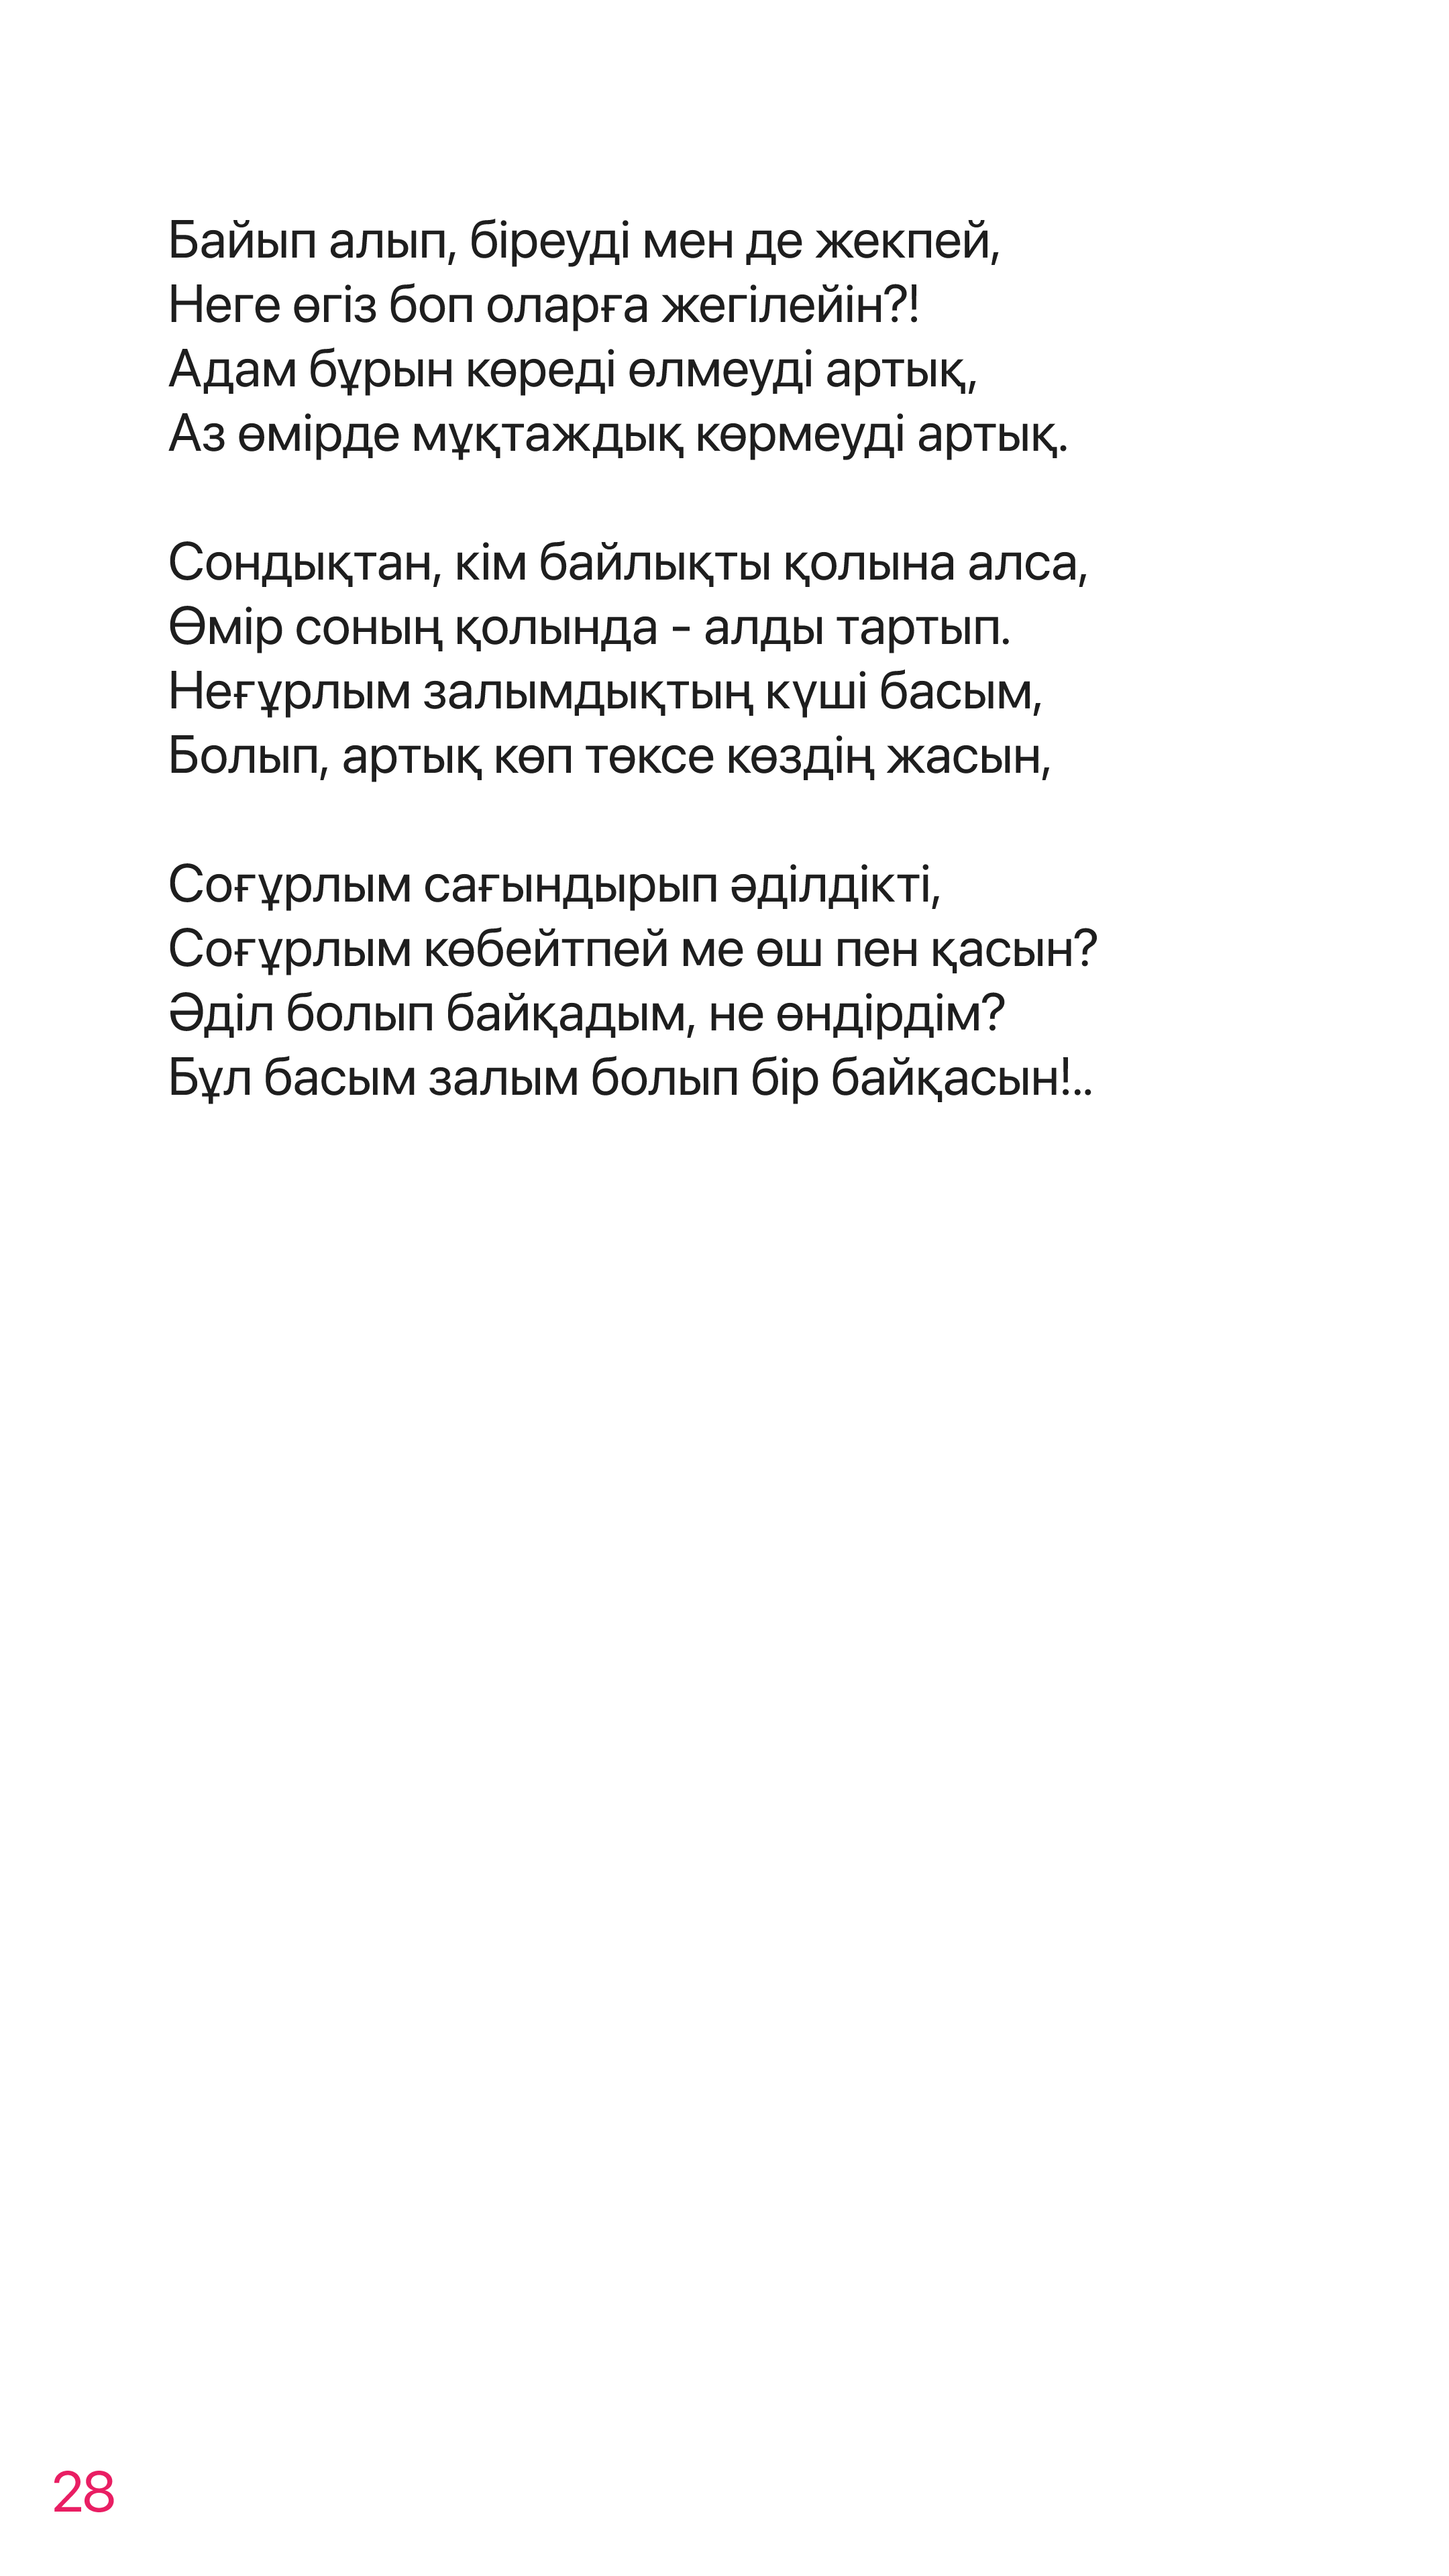 Байып алып, біреуді мен де жекпей,
Неге өгіз боп оларға жегілейін?!
Адам бұрын көреді өлмеуді артық,
Аз өмірде мұқтаждық көрмеуді артық.
Сондықтан, кім байлықты қолына алса,
Өмір соның қолында - алды тартып.
Неғұрлым залымдықтың күші басым,
Болып, артық көп төксе көздің жасын,
Соғұрлым сағындырып әділдікті,
Соғұрлым көбейтпей ме өш пен қасын?
Әділ болып байқадым, не өндірдім?
Бұл басым залым болып бір байқасын!..
28